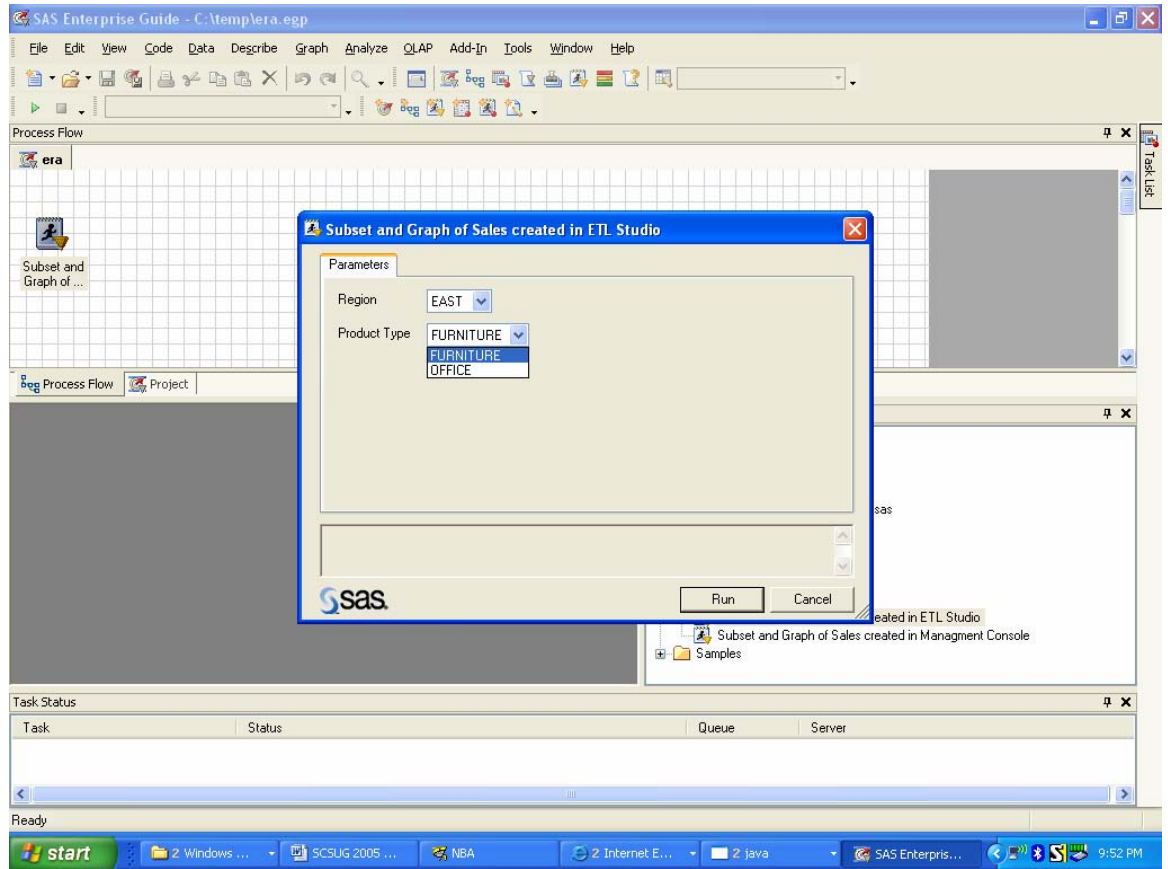 SAS Enterprise Guide - C:\temp\era.egp
File Edit View Code Data Describe Graph Analyze OLAP Add-In Tools Window Help
Process Flow
era
Task List
Subset and
Graph of ...
Subset and Graph of Sales created in ETL Studio
Parameters
Region EAST
Product Type FURNITURE
FURNITURE
OFFICE
sas.
Run Cancel
Process Flow Project
sas
eated in ETL Studio
Subset and Graph of Sales created in Managment Console
Samples
Task Status
Task Status Queue Server
Ready
start 2 Windows ... SCSUG 2005 ... NBA 2 Internet E... 2 java SAS Enterpris... 9:52 PM